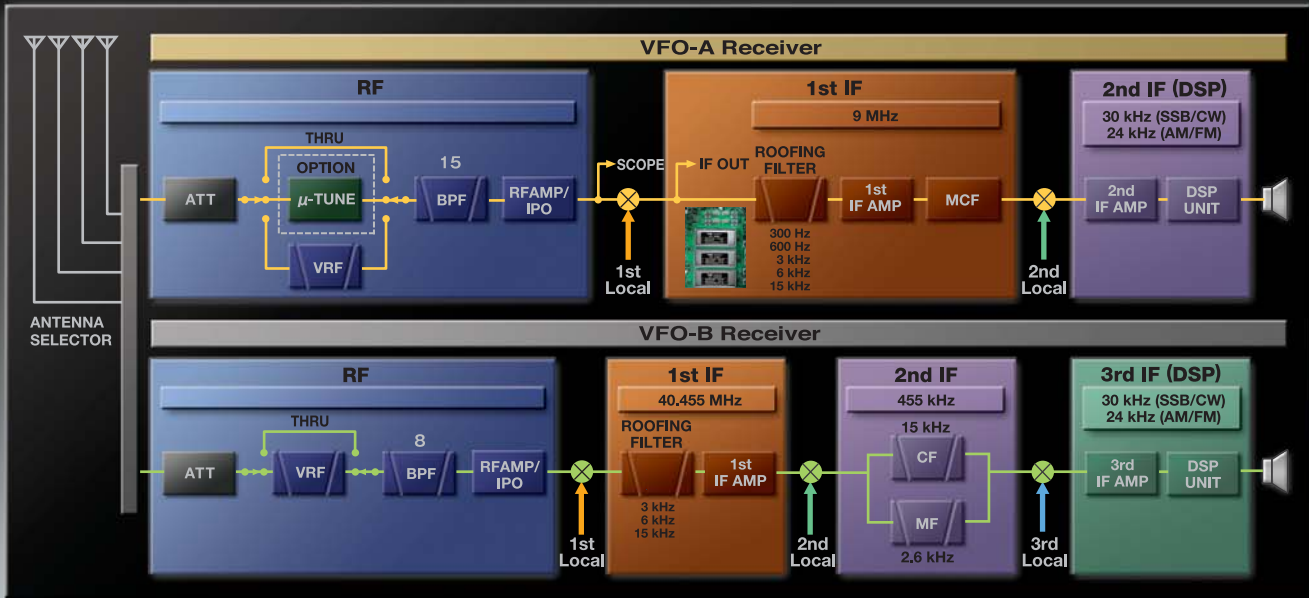 VFO-A Receiver
RF
THRU
OPTION
ATT
μ-TUNE
VRF
15
BPF
RFAMP/
IPO
SCOPE
1st
Local
1st IF
9 MHz
IF OUT
ROOFING
FILTER
300 Hz
600 Hz
3 kHz
6 kHz
15 kHz
1st
IF AMP
MCF
2nd
Local
2nd IF (DSP)
30 kHz (SSB/CW)
24 kHz (AM/FM)
2nd
IF AMP
DSP
UNIT
ANTENNA
SELECTOR
VFO-B Receiver
RF
THRU
ATT
VRF
8
BPF
RFAMP/
IPO
1st
Local
1st IF
40.455 MHz
ROOFING
FILTER
3 kHz
6 kHz
15 kHz
1st
IF AMP
2nd
Local
2nd IF
455 kHz
15 kHz
CF
MF
2.6 kHz
3rd
Local
3rd IF (DSP)
30 kHz (SSB/CW)
24 kHz (AM/FM)
3rd
IF AMP
DSP
UNIT